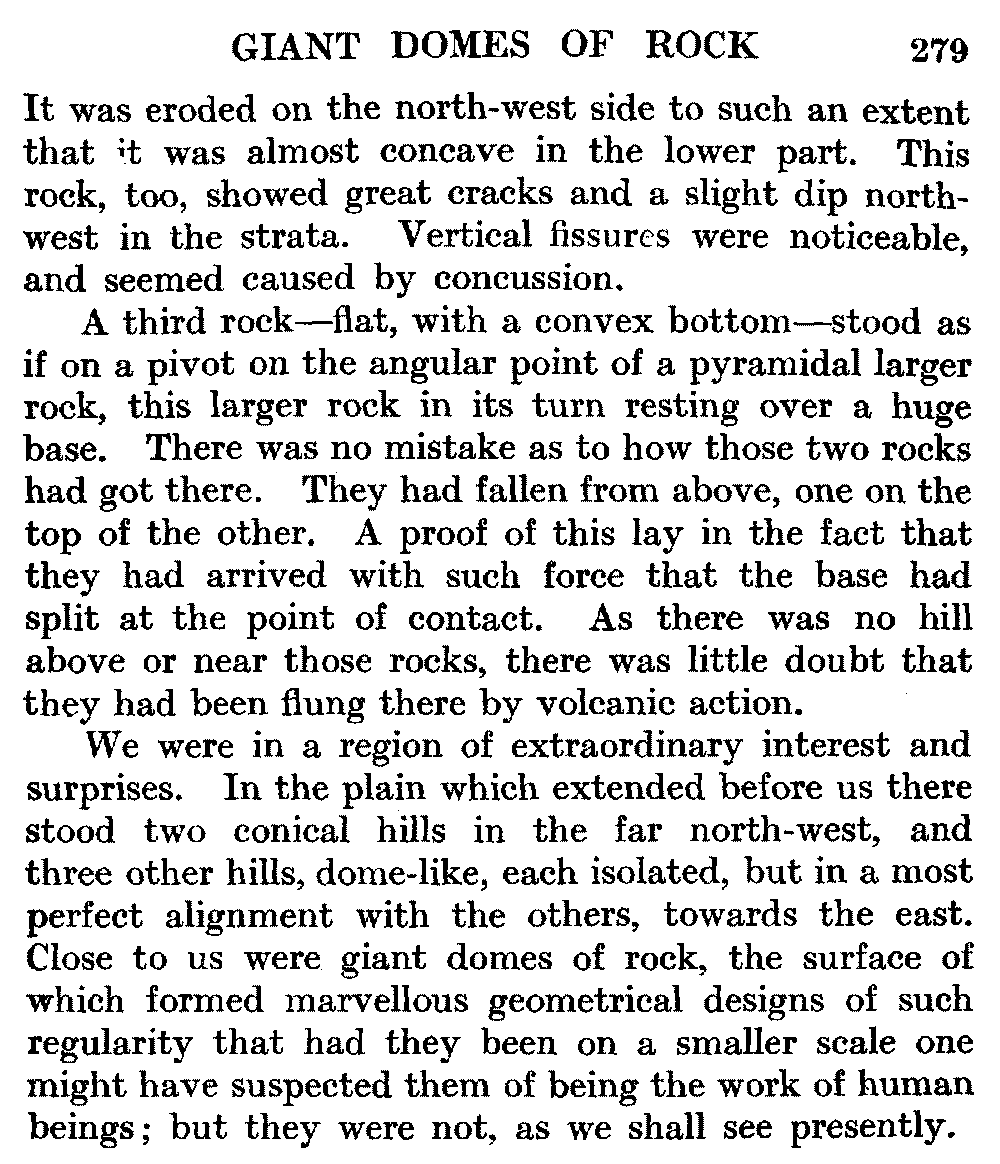 GIANT DOMES OF ROCK 279
It was eroded on the north-west side to such an extent
that it was almost concave in the lower part. This
rock, too, showed great cracks and a slight dip north-
west in the strata. Vertical fissures were noticeable,
and seemed caused by concussion.
A third rock—flat, with a convex bottom—stood as
if on a pivot on the angular point of a pyramidal larger
rock, this larger rock in its turn resting over a huge
base. There was no mistake as to how those two rocks
had got there. They had fallen from above, one on the
top of the other. A proof of this lay in the fact that
they had arrived with such force that the base had
split at the point of contact. As there was no hill
above or near those rocks, there was little doubt that
they had been flung there by volcanic action.
We were in a region of extraordinary interest and
surprises. In the plain which extended before us there
stood two conical hills in the far north-west, and
three other hills, dome-like, each isolated, but in a most
perfect alignment with the others, towards the east.
Close to us were giant domes of rock, the surface of
which formed marvellous geometrical designs of such
regularity that had they been on a smaller scale one
might have suspected them of being the work of human
beings; but they were not, as we shall see presently.